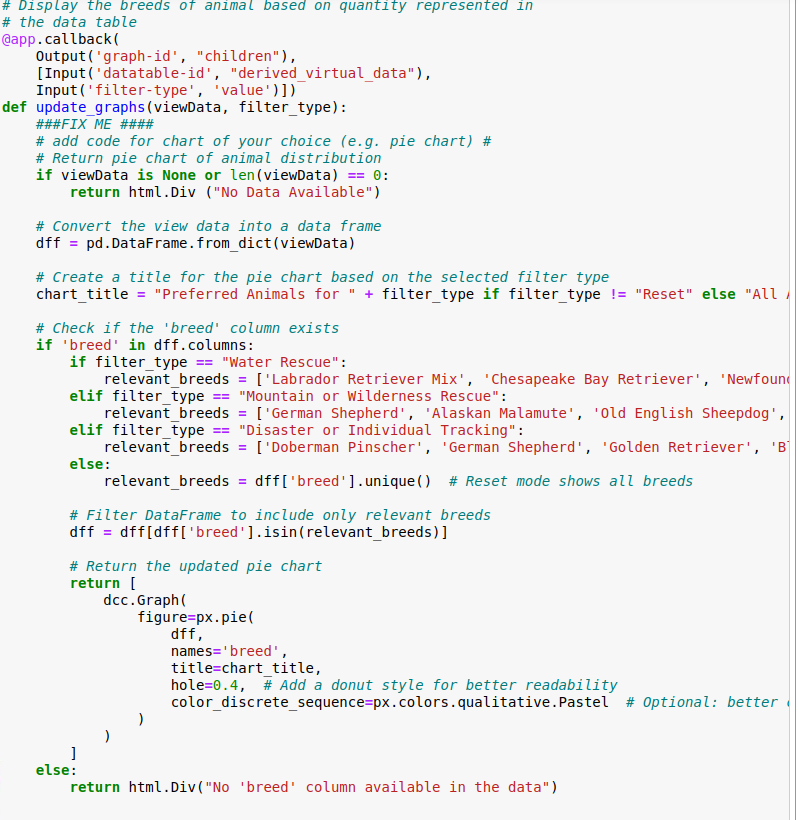 # Display the breeds of animal based on quantity represented in
# the data table
@app.callback(
    Output('graph-id', "children"),
    [Input('datatable-id', "derived_virtual_data"),
    Input('filter-type', 'value')])
def update_graphs(viewData, filter_type):
    ###FIX ME ####
    # add code for chart of your choice (e.g. pie chart) #
    # Return pie chart of animal distribution
    if viewData is None or len(viewData) == 0:
        return html.Div ("No Data Available")
    # Convert the view data into a data frame
    dff = pd.DataFrame.from_dict(viewData)
    # Create a title for the pie chart based on the selected filter type
    chart_title = "Preferred Animals for " + filter_type if filter_type != "Reset" else "All
    # Check if the 'breed' column exists
    if 'breed' in dff.columns:
        if filter_type == "Water Rescue":
            relevant_breeds = ['Labrador Retriever Mix', 'Chesapeake Bay Retriever', 'Newfoun
        elif filter_type == "Mountain or Wilderness Rescue":
            relevant_breeds = ['German Shepherd', 'Alaskan Malamute', 'Old English Sheepdog',
        elif filter_type == "Disaster or Individual Tracking":
            relevant_breeds = ['Doberman Pinscher', 'German Shepherd', 'Golden Retriever', 'B
        else:
            relevant_breeds = dff['breed'].unique()  # Reset mode shows all breeds
        # Filter DataFrame to include only relevant breeds
        dff = dff[dff['breed'].isin(relevant_breeds)]
        # Return the updated pie chart
        return [
            dcc.Graph(
                figure=px.pie(
                    dff,
                    names='breed',
                    title=chart_title,
                    hole=0.4,  # Add a donut style for better readability
                    color_discrete_sequence=px.colors.qualitative.Pastel  # Optional: better
                )
            )
        ]
    else:
        return html.Div("No 'breed' column available in the data")